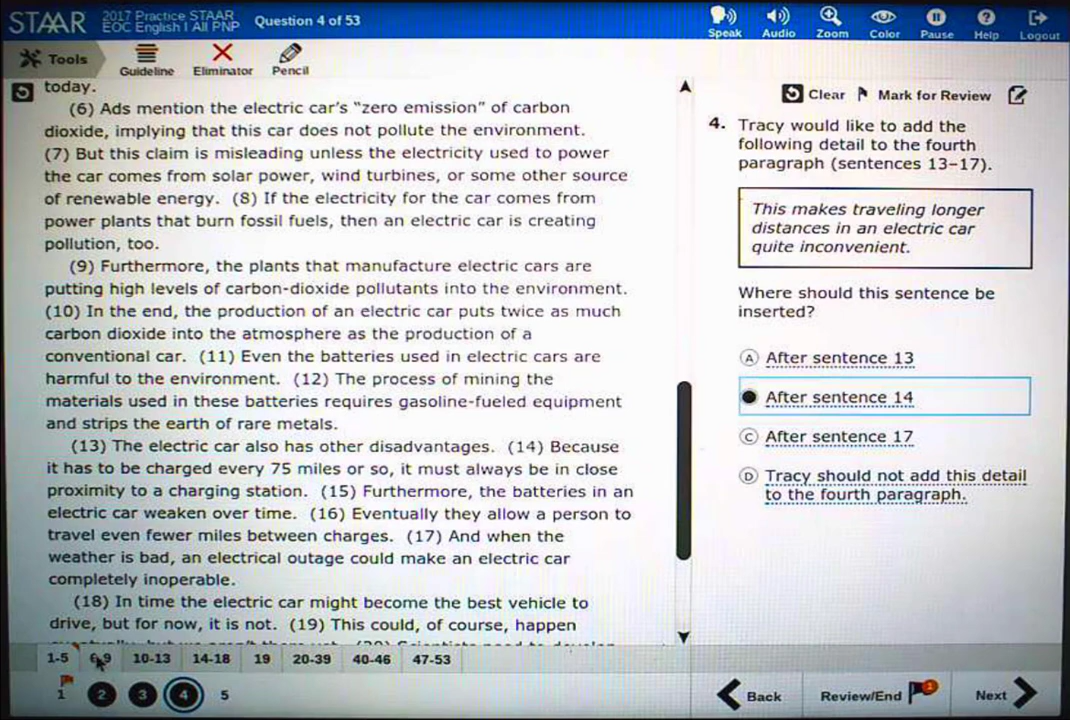 STAAR
2017 Practice STAAR
EOC English I All PNP
Question 4 of 53
Speak
Audio
Zoom
Color
Pause
Help
Logout
Tools
Guideline
Eliminator
Pencil
today.
(6) Ads mention the electric car's "zero emission" of carbon
dioxide, implying that this car does not pollute the environment.
(7) But this claim is misleading unless the electricity used to power
the car comes from solar power, wind turbines, or some other source
of renewable energy. (8) If the electricity for the car comes from
power plants that burn fossil fuels, then an electric car is creating
pollution, too.
(9) Furthermore, the plants that manufacture electric cars are
putting high levels of carbon-dioxide pollutants into the environment.
(10) In the end, the production of an electric car puts twice as much
carbon dioxide into the atmosphere as the production of a
conventional car. (11) Even the batteries used in electric cars are
harmful to the environment. (12) The process of mining the
materials used in these batteries requires gasoline-fueled equipment
and strips the earth of rare metals.
(13) The electric car also has other disadvantages. (14) Because
it has to be charged every 75 miles or so, it must always be in close
proximity to a charging station. (15) Furthermore, the batteries in an
electric car weaken over time. (16) Eventually they allow a person to
travel even fewer miles between charges. (17) And when the
weather is bad, an electrical outage could make an electric car
completely inoperable.
(18) In time the electric car might become the best vehicle to
drive, but for now, it is not. (19) This could, of course, happen
Clear
Mark for Review
4. Tracy would like to add the
following detail to the fourth
paragraph (sentences 13–17).
This makes traveling longer
distances in an electric car
quite inconvenient.
Where should this sentence be
inserted?
A After sentence 13
After sentence 14
C After sentence 17
D Tracy should not add this detail
to the fourth paragraph.
1-5 6-9 10-13 14-18 19 20-39 40-46 47-53
1 2 3 4 5
Back
Review/End
1
Next